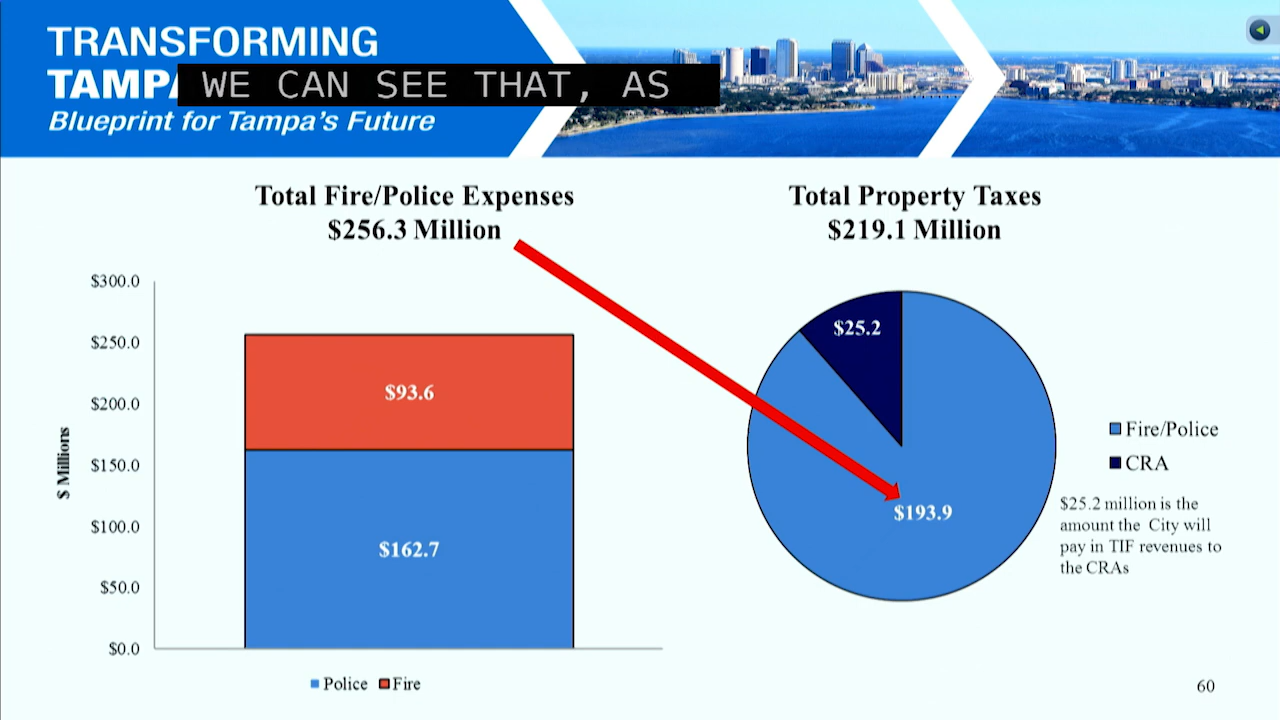 TRANSFORMING
TAMPA
WE CAN SEE THAT, AS
Blueprint for Tampa's Future
Total Fire/Police Expenses
$256.3 Million
$300.0
$250.0
$200.0
$150.0
$100.0
$50.0
$0.0
$ Millions
$93.6
$162.7
Police Fire
Total Property Taxes
$219.1 Million
$25.2
$193.9
Fire/Police
CRA
$25.2 million is the
amount the City will
pay in TIF revenues to
the CRAs
60